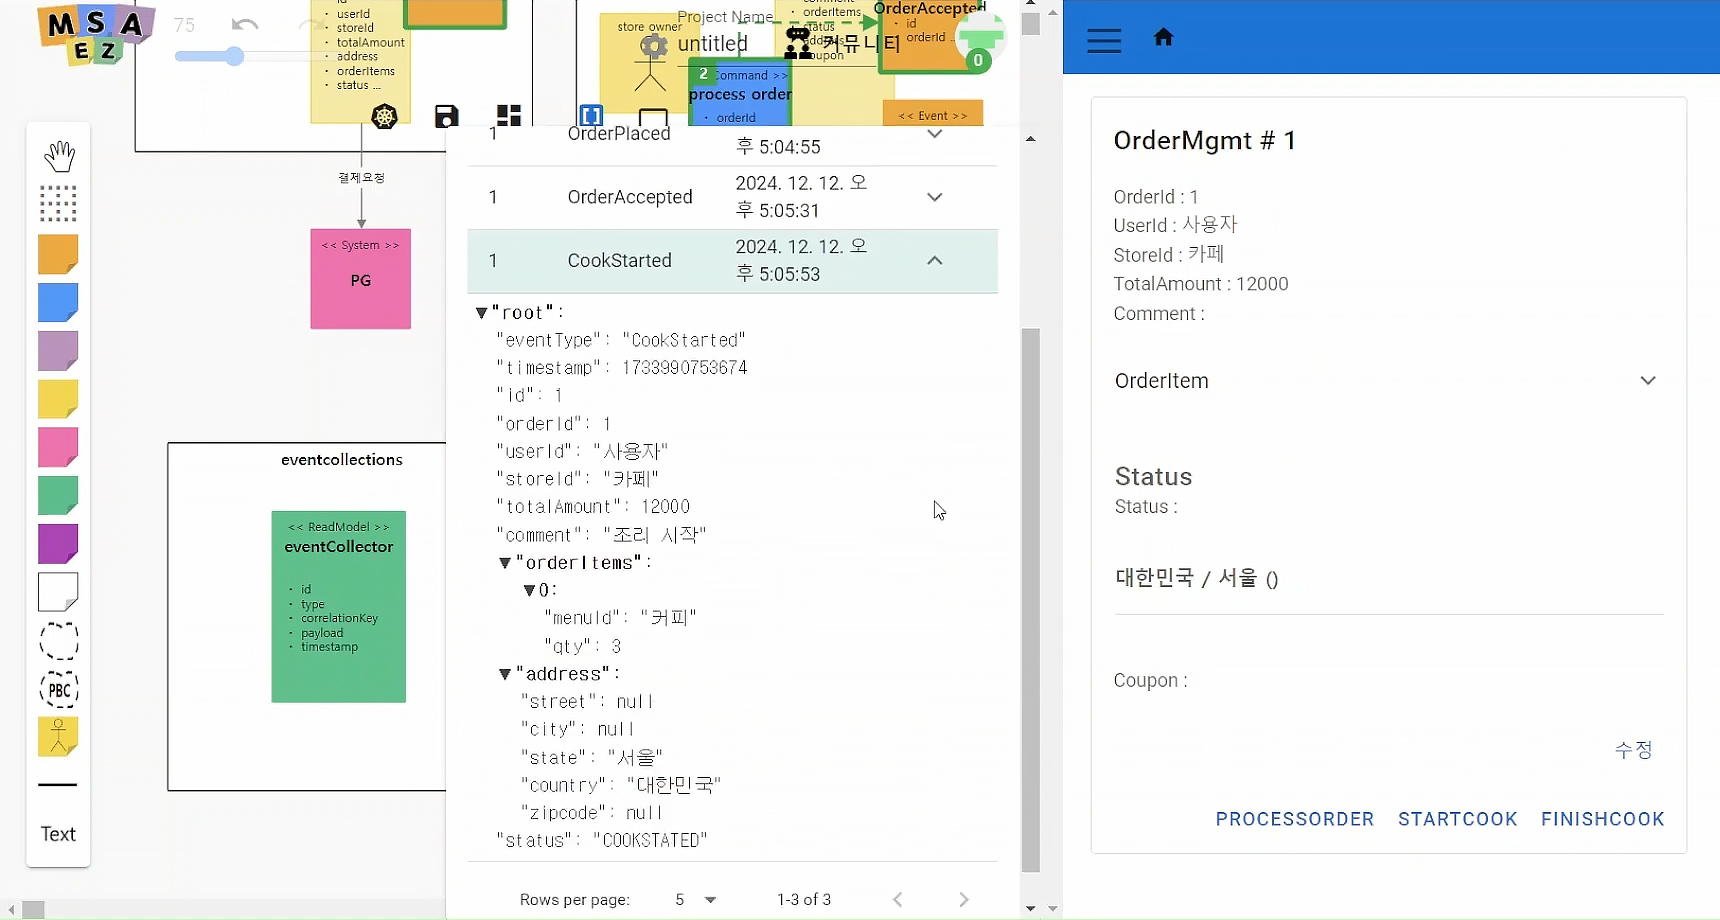 MSA
EZ
75
userId
storeId
totalAmount
address
orderItems
status ...
결제요청
<< System >>
PG
eventcollections
<< ReadModel >>
eventCollector
id
type
correlationKey
payload
timestamp
PBC
Text
store owner
Project Name
untitled
커뮤니티
orderItems
status
coupon
OrderAccepted
id
orderId ...
0
2
Command >>
process order
orderId
<< Event >>
1 OrderPlaced 후 5:04:55
1 OrderAccepted 2024. 12. 12. 오
후 5:05:31
1 CookStarted 2024. 12. 12. 오
후 5:05:53
▼"root":
"eventType": "CookStarted"
"timestamp": 1733990753674
"id": 1
"orderId": 1
"userId": "사용자"
"storeId": "카페"
"totalAmount": 12000
"comment": "조리 시작"
▼"orderItems":
▼0:
"menuId": "커피"
"qty": 3
▼"address":
"street": null
"city": null
"state": "서울"
"country": "대한민국"
"zipcode": null
"status": "COOKSTATED"
Rows per page: 5 1-3 of 3
OrderMgmt # 1
OrderId : 1
UserId : 사용자
StoreId : 카페
TotalAmount : 12000
Comment :
OrderItem
Status
Status :
대한민국 / 서울 ()
Coupon :
수정
PROCESSORDER STARTCOOK FINISHCOOK